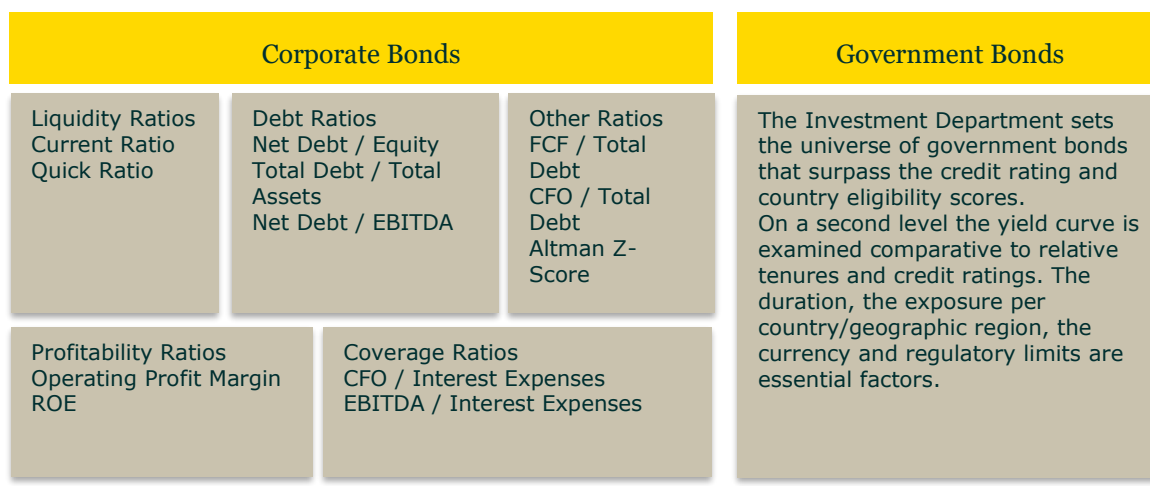 Corporate Bonds
Government Bonds
Liquidity Ratios
Current Ratio
Quick Ratio
Debt Ratios
Net Debt / Equity
Total Debt / Total
Assets
Net Debt / EBITDA
Other Ratios
FCF / Total
Debt
CFO / Total
Debt
Altman Z-
Score
Profitability Ratios
Operating Profit Margin
ROE
Coverage Ratios
CFO / Interest Expenses
EBITDA / Interest Expenses
The Investment Department sets
the universe of government bonds
that surpass the credit rating and
country eligibility scores.
On a second level the yield curve is
examined comparative to relative
tenures and credit ratings. The
duration, the exposure per
country/geographic region, the
currency and regulatory limits are
essential factors.